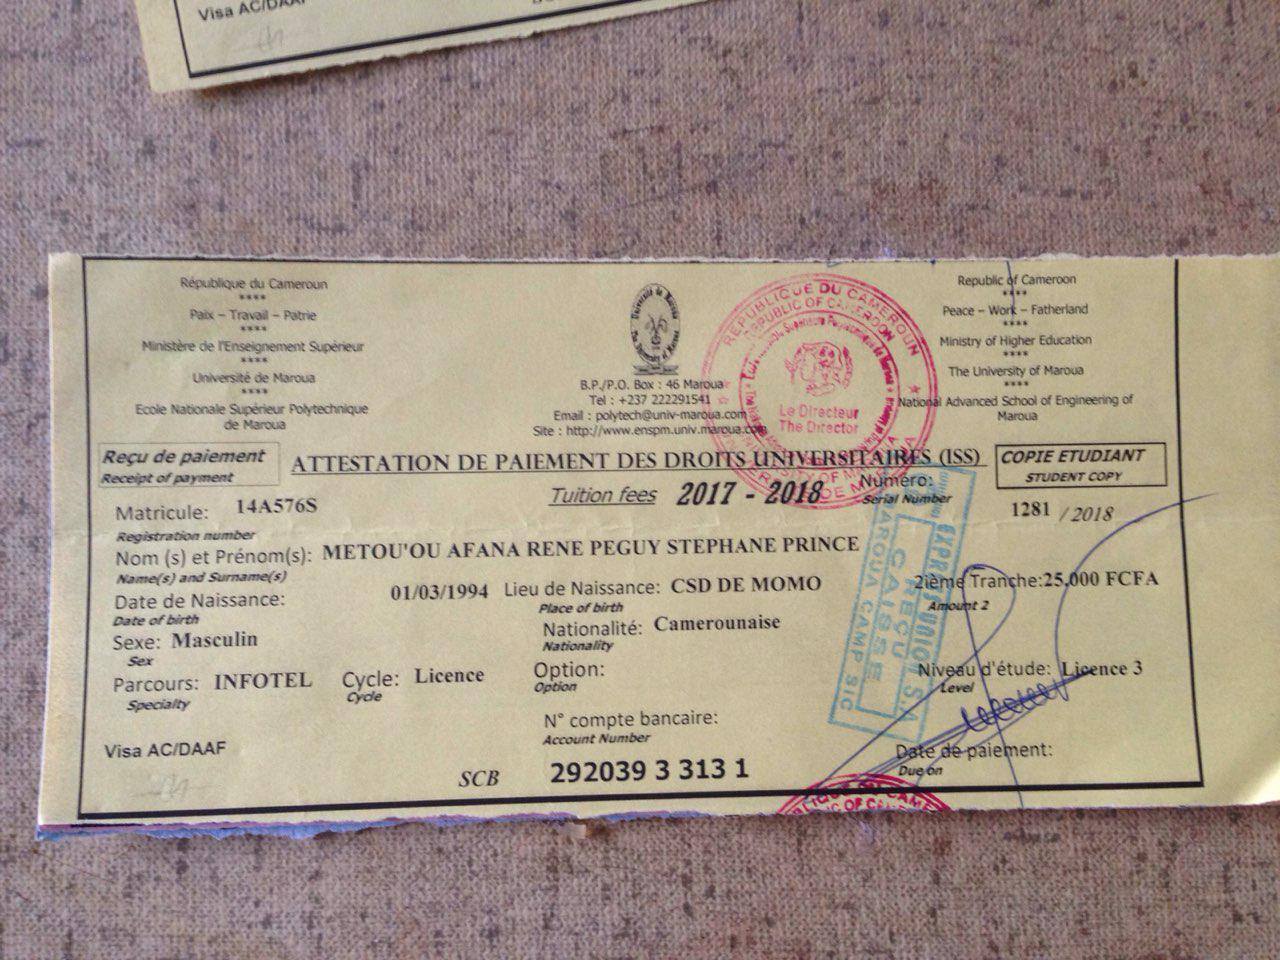 Visa AC/DAAF
République du Cameroun
****
Paix – Travail – Patrie
****
Ministère de l'Enseignement Supérieur
****
Université de Maroua
****
Ecole Nationale Supérieur Polytechnique
de Maroua
B.P./P.O. Box : 46 Maroua
Tel : +237 222291541
Email : polytech@univ-maroua.com
Site : http://www.enspm.univ.maroua.com
REPUBLIQUE DU CAMEROUN
REPUBLIC OF CAMEROON
Le Directeur
The Director
Republic of Cameroon
****
Peace – Work – Fatherland
****
Ministry of Higher Education
****
The University of Maroua
****
National Advanced School of Engineering of
Maroua
Reçu de paiement
Receipt of payment
ATTESTATION DE PAIEMENT DES DROITS UNIVERSITAIRES (ISS)
COPIE ETUDIANT
STUDENT COPY
Tuition fees 2017 - 2018
Numéro:
Serial Number
1281 / 2018
Matricule: 14A576S
Registration number
Nom (s) et Prénom(s): METOU'OU AFANA RENE PEGUY STEPHANE PRINCE
Name(s) and Surname(s)
Date de Naissance: 01/03/1994 Lieu de Naissance: CSD DE MOMO
Date of birth Place of birth
2ième Tranche:25,000 FCFA
Amount 2
Sexe: Masculin Nationalité: Camerounaise
Sex Nationality
Parcours: INFOTEL Cycle: Licence Option:
Specialty Cycle Option
Niveau d'étude: Licence 3
Level
N° compte bancaire:
Account Number
Visa AC/DAAF
SCB 292039 3 313 1
Date de paiement:
Due on
EXPRESS UNION S.A
REÇU
CAISSE
MAROUA CAMP SIC